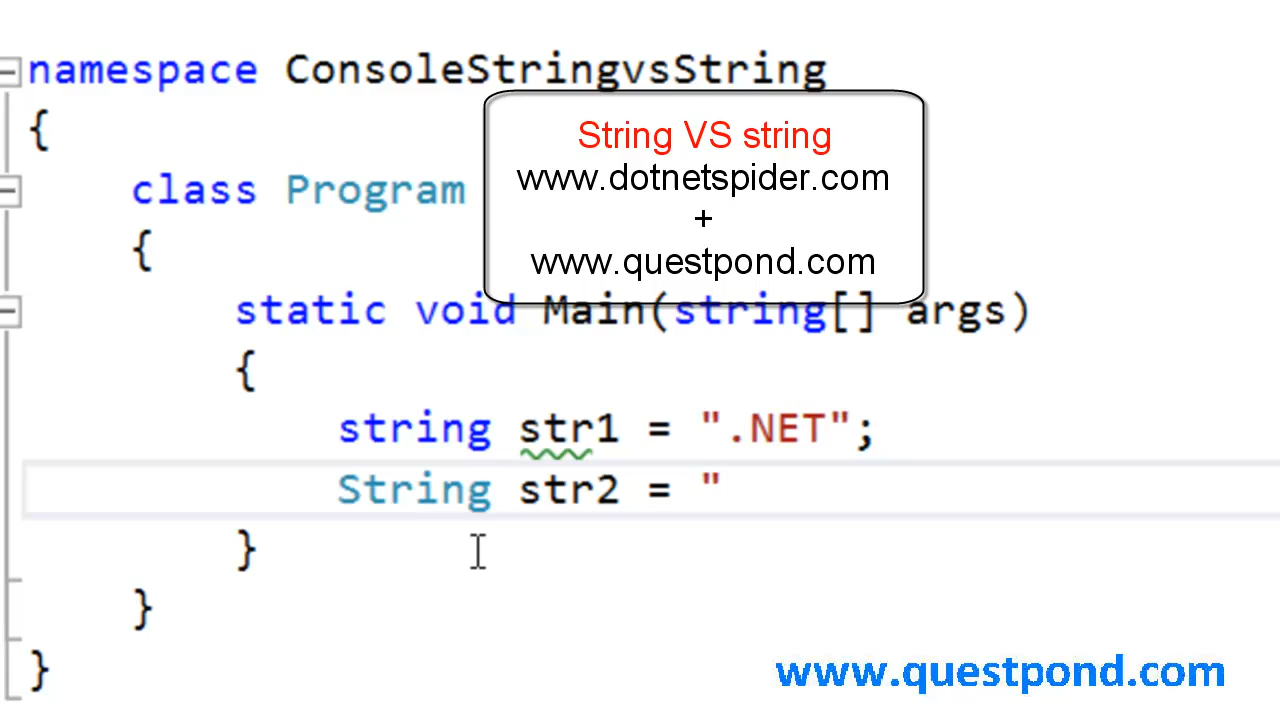 namespace ConsoleStringvsString
{
String VS string
www.dotnetspider.com
+
www.questpond.com
class Program
{
static void Main(string[] args)
{
string str1 = ".NET";
String str2 = "
}
}
}
www.questpond.com